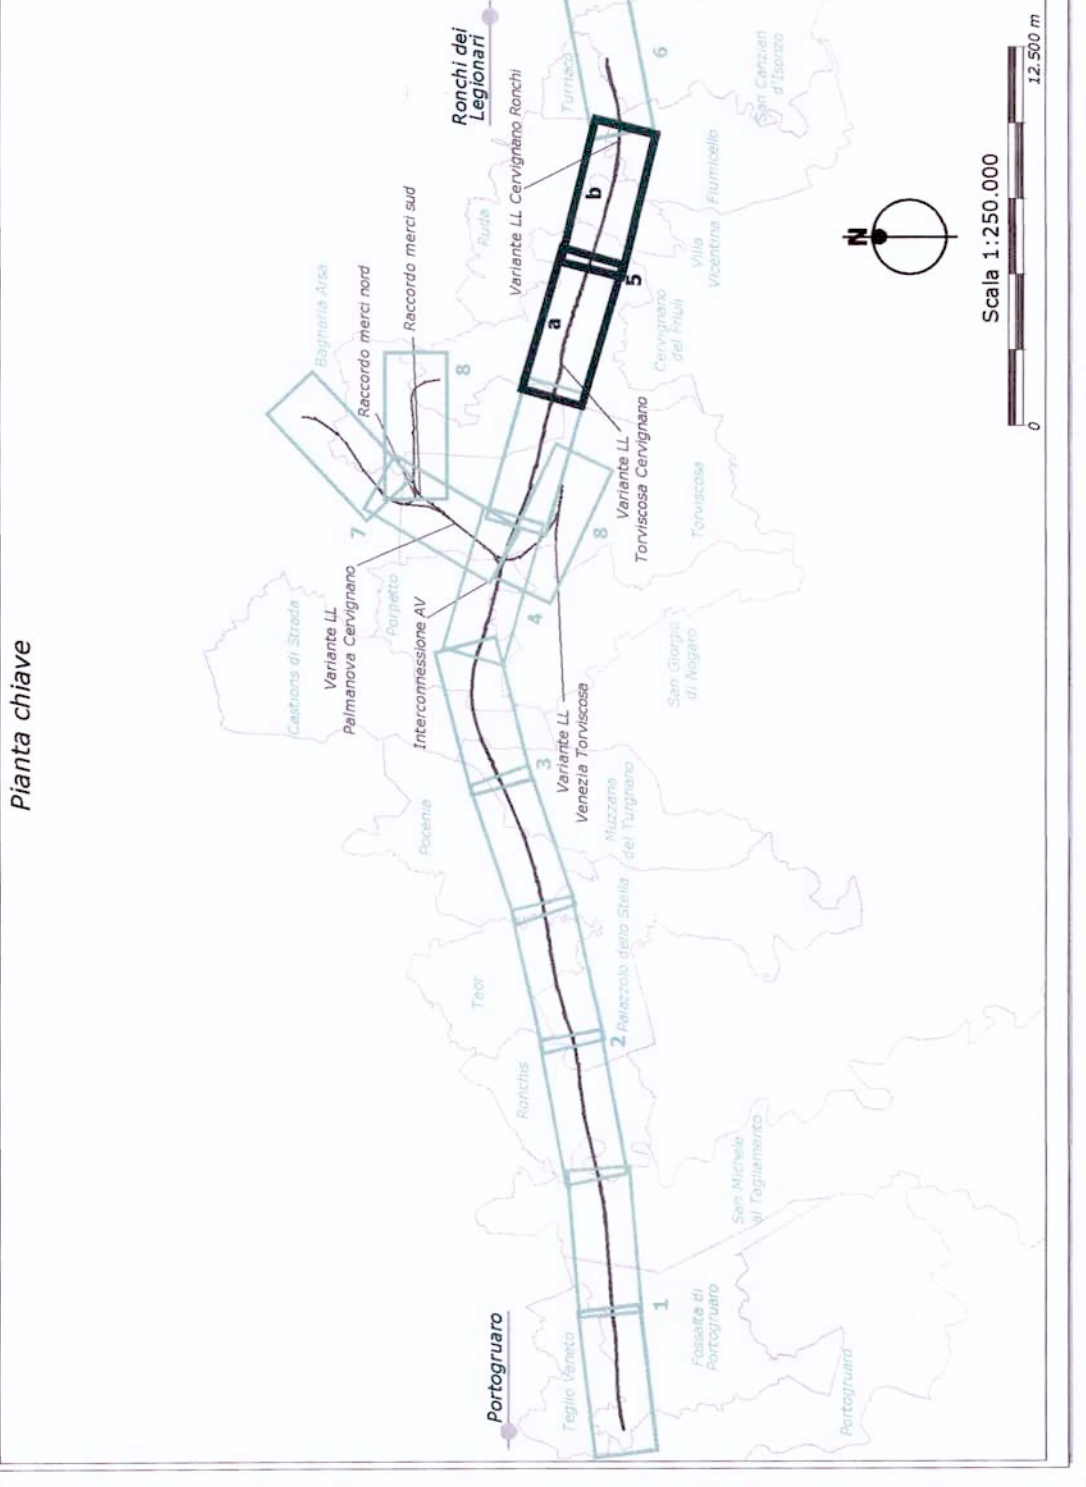 Pianta chiave
Portogruaro
Ronchi dei
Legionari
Teglio Veneto
Fossalta di
Portogruaro
Portogruaro
San Michele
al Tagliamento
Ronchis
Teor
Palazzolo dello Stella
Pocenia
Muzzana
del Turgnano
Castions di Strada
Porpetto
San Giorgio
di Nogaro
Torviscosa
Bagnaria Arsa
Cervignano
del Friuli
Ruda
Villa
Vicentina
Fiumicello
Turriaco
San Canzian
d'Isonzo
Variante LL
Palmanova Cervignano
Interconnessione AV
Variante LL
Venezia Torviscosa
Variante LL
Torviscosa Cervignano
Raccordo merci nord
Raccordo merci sud
Variante LL Cervignano Ronchi
1
2
3
4
5
6
7
8
8
a
b
N
Scala 1:250.000
0
12.500 m